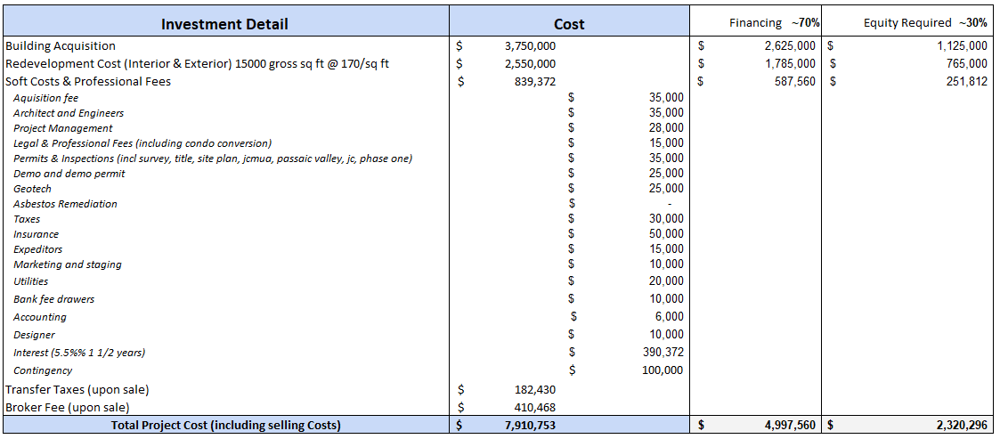 Investment Detail Cost Financing ~70% Equity Required ~30%
Building Acquisition $ 3,750,000 $ 2,625,000 $ 1,125,000
Redevelopment Cost (Interior & Exterior) 15000 gross sq ft @ 170/sq ft $ 2,550,000 $ 1,785,000 $ 765,000
Soft Costs & Professional Fees $ 839,372 $ 587,560 $ 251,812
Aquisition fee $ 35,000
Architect and Engineers $ 35,000
Project Management $ 28,000
Legal & Professional Fees (including condo conversion) $ 15,000
Permits & Inspections (incl survey, title, site plan, jcmua, passaic valley, jc, phase one) $ 35,000
Demo and demo permit $ 25,000
Geotech $ 25,000
Asbestos Remediation $ -
Taxes $ 30,000
Insurance $ 50,000
Expeditors $ 15,000
Marketing and staging $ 10,000
Utilities $ 20,000
Bank fee drawers $ 10,000
Accounting $ 6,000
Designer $ 10,000
Interest (5.5%% 1 1/2 years) $ 390,372
Contingency $ 100,000
Transfer Taxes (upon sale) $ 182,430
Broker Fee (upon sale) $ 410,468
Total Project Cost (including selling Costs) $ 7,910,753 $ 4,997,560 $ 2,320,296